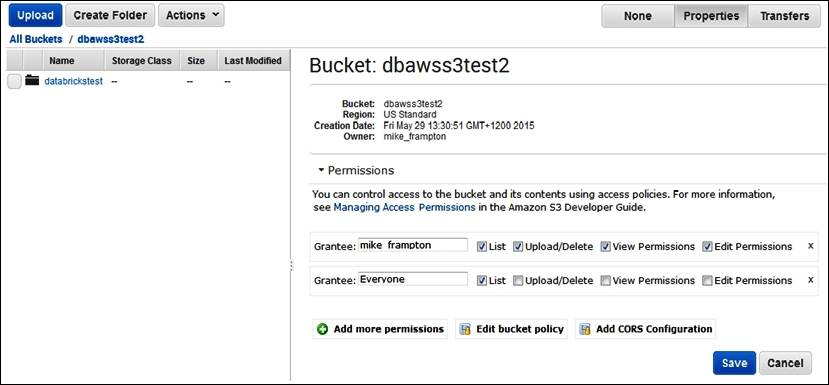 Upload Create Folder Actions None Properties Transfers
All Buckets / dbawss3test2
Name Storage Class Size Last Modified
databrickstest -- -- --
Bucket: dbawss3test2
Bucket: dbawss3test2
Region: US Standard
Creation Date: Fri May 29 13:30:51 GMT+1200 2015
Owner: mike_frampton
Permissions
You can control access to the bucket and its contents using access policies. For more information,
see Managing Access Permissions in the Amazon S3 Developer Guide.
Grantee: mike_frampton List Upload/Delete View Permissions Edit Permissions x
Grantee: Everyone List Upload/Delete View Permissions Edit Permissions x
Add more permissions Edit bucket policy Add CORS Configuration
Save Cancel